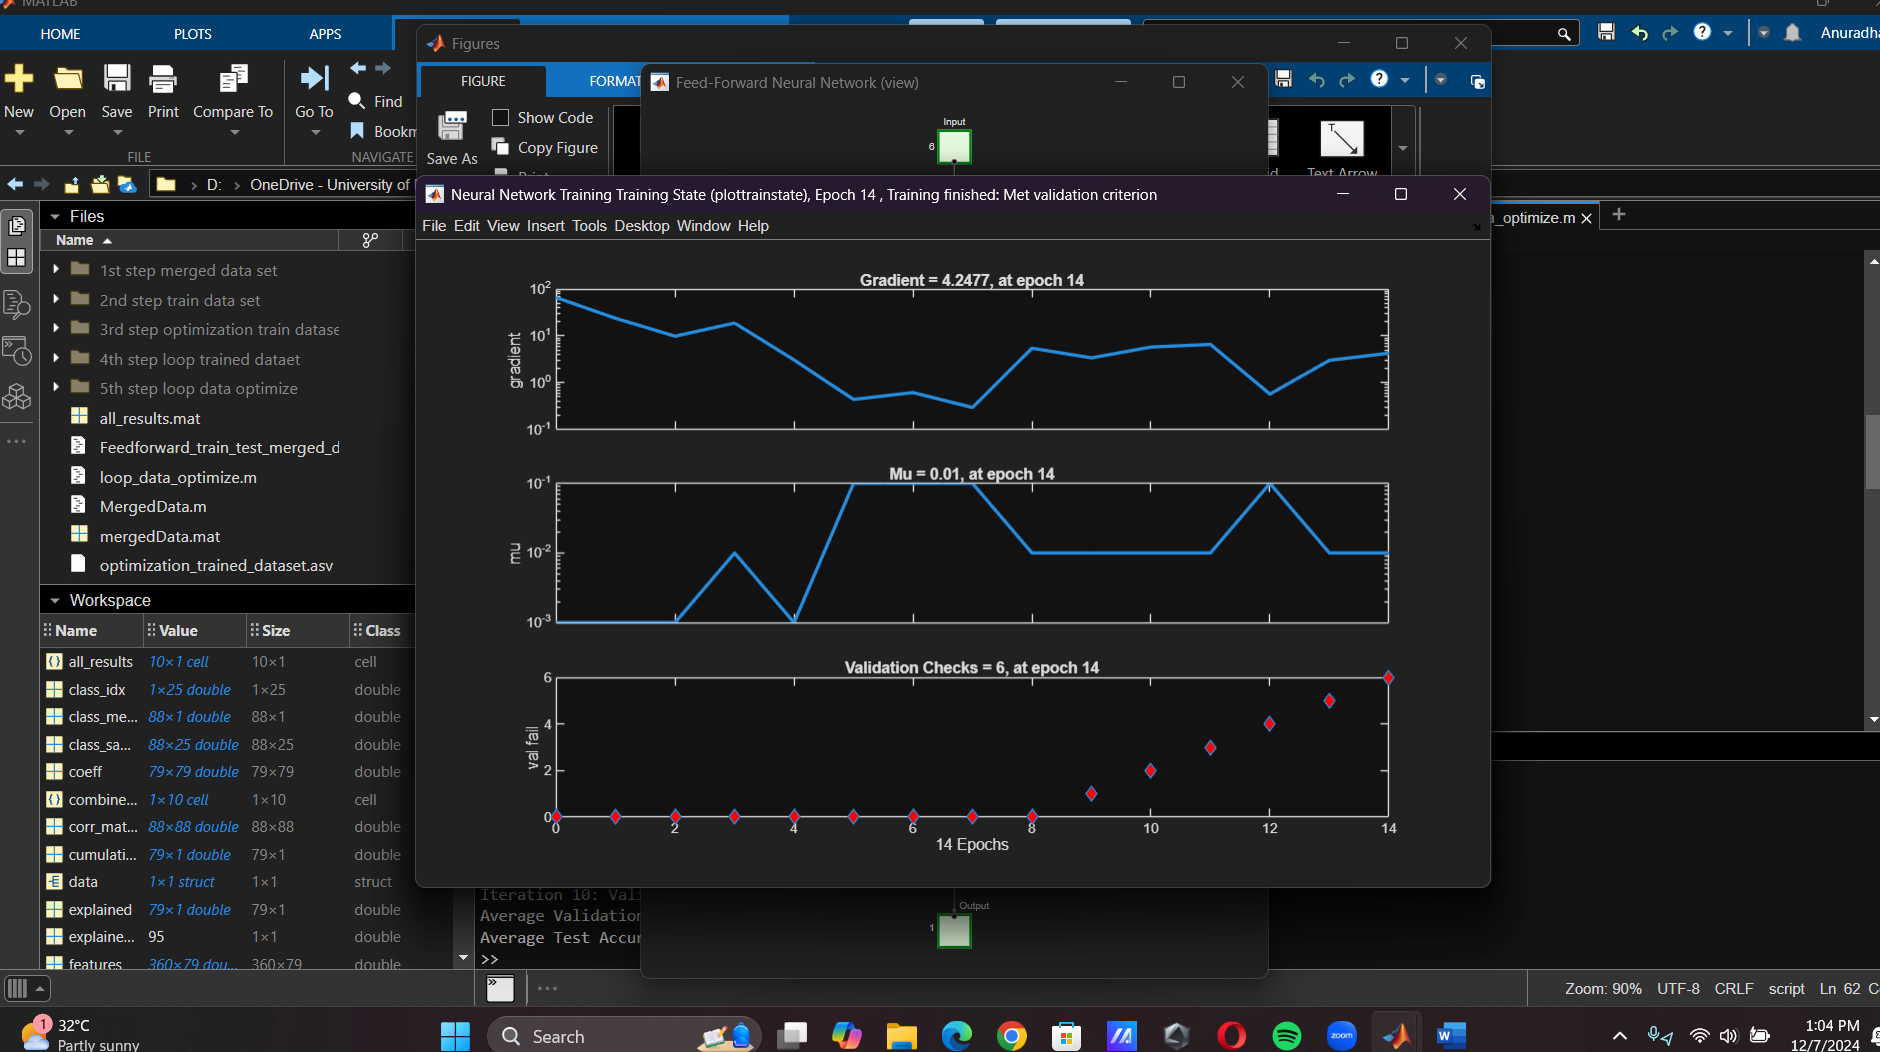 MATLAB
HOME
PLOTS
APPS
Anuradha
New
Open
Save
Print
Compare To
Go To
Find
Bookm
FILE
NAVIGATE
Figures
FIGURE
FORMAT
Save As
Show Code
Copy Figure
Text Arrow
Feed-Forward Neural Network (view)
Input
6
D:
OneDrive - University of
_optimize.m
Neural Network Training Training State (plottrainstate), Epoch 14 , Training finished: Met validation criterion
File Edit View Insert Tools Desktop Window Help
Files
Name
1st step merged data set
2nd step train data set
3rd step optimization train datase
4th step loop trained dataet
5th step loop data optimize
all_results.mat
Feedforward_train_test_merged_d
loop_data_optimize.m
MergedData.m
mergedData.mat
optimization_trained_dataset.asv
Gradient = 4.2477, at epoch 14
10²
10¹
10⁰
10⁻¹
gradient
Mu = 0.01, at epoch 14
10⁻¹
10⁻²
10⁻³
mu
Validation Checks = 6, at epoch 14
6
4
2
0
val fail
0 2 4 6 8 10 12 14
14 Epochs
Workspace
Name Value Size Class
all_results 10×1 cell 10×1 cell
class_idx 1×25 double 1×25 double
class_me... 88×1 double 88×1 double
class_sa... 88×25 double 88×25 double
coeff 79×79 double 79×79 double
combine... 1×10 cell 1×10 cell
corr_mat... 88×88 double 88×88 double
cumulati... 79×1 double 79×1 double
data 1×1 struct 1×1 struct
explained 79×1 double 79×1 double
explaine... 95 1×1 double
features 360×79 dou... 360×79 double
Iteration 10: Vali
Average Validation
Average Test Accur
>>
Output
1
Zoom: 90% UTF-8 CRLF script Ln 62 C
1
32°C
Partly sunny
Search
zoom
1:04 PM
12/7/2024